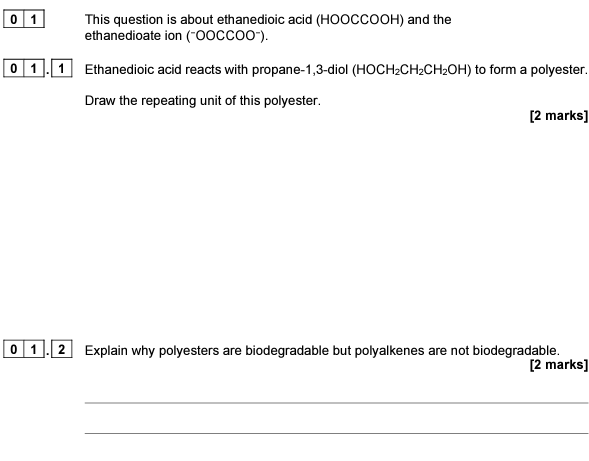 0 1 This question is about ethanedioic acid (HOOCCOOH) and the
ethanedioate ion (⁻OOCCOO⁻).
0 1 . 1 Ethanedioic acid reacts with propane-1,3-diol (HOCH₂CH₂CH₂OH) to form a polyester.
Draw the repeating unit of this polyester.
[2 marks]
0 1 . 2 Explain why polyesters are biodegradable but polyalkenes are not biodegradable.
[2 marks]